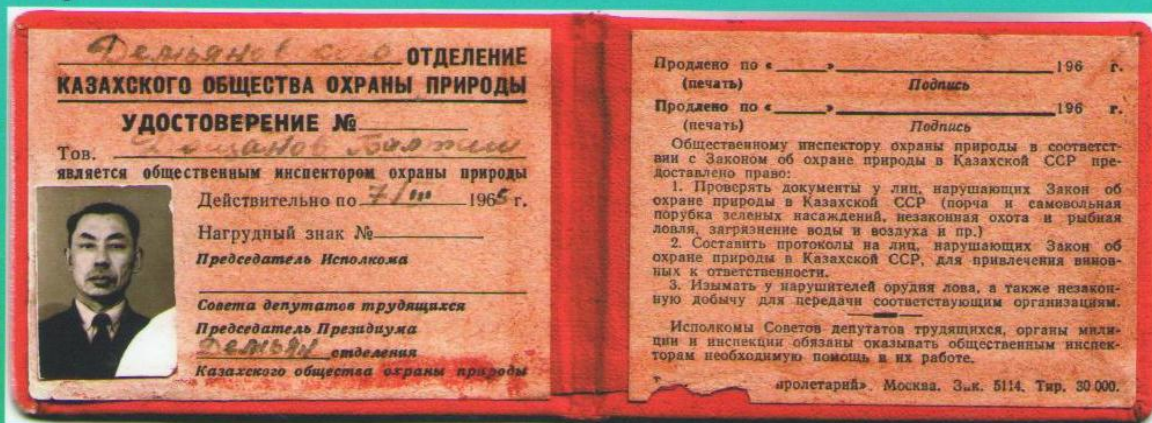 ОТДЕЛЕНИЕ
КАЗАХСКОГО ОБЩЕСТВА ОХРАНЫ ПРИРОДЫ
УДОСТОВЕРЕНИЕ №
Тов.
является общественным инспектором охраны природы
Действительно по 7/III 1965 г.
Нагрудный знак №
Председатель Исполкома
Совета депутатов трудящихся
Председатель Президиума
Демьян отделения
Казахского общества охраны природы
Продлено по « » 196 г.
(печать) Подпись
Продлено по « » 196 г.
(печать) Подпись
Общественному инспектору охраны природы в соответст-
вии с Законом об охране природы в Казахской ССР пре-
доставлено право:
1. Проверять документы у лиц, нарушающих Закон об
охране природы в Казахской ССР (порча и самовольная
порубка зеленых насаждений, незаконная охота и рыбная
ловля, загрязнение воды и воздуха и пр.)
2. Составить протоколы на лиц, нарушающих Закон об
охране природы в Казахской ССР, для привлечения винов-
ных к ответственности.
3. Изымать у нарушителей орудия лова, а также незакон-
ную добычу для передачи соответствующим организациям.
Исполкомы Советов депутатов трудящихся, органы мили-
ции и инспекции обязаны оказывать общественным инспек-
торам необходимую помощь в их работе.
пролетарий». Москва. Зак. 5114. Тир. 30 000.